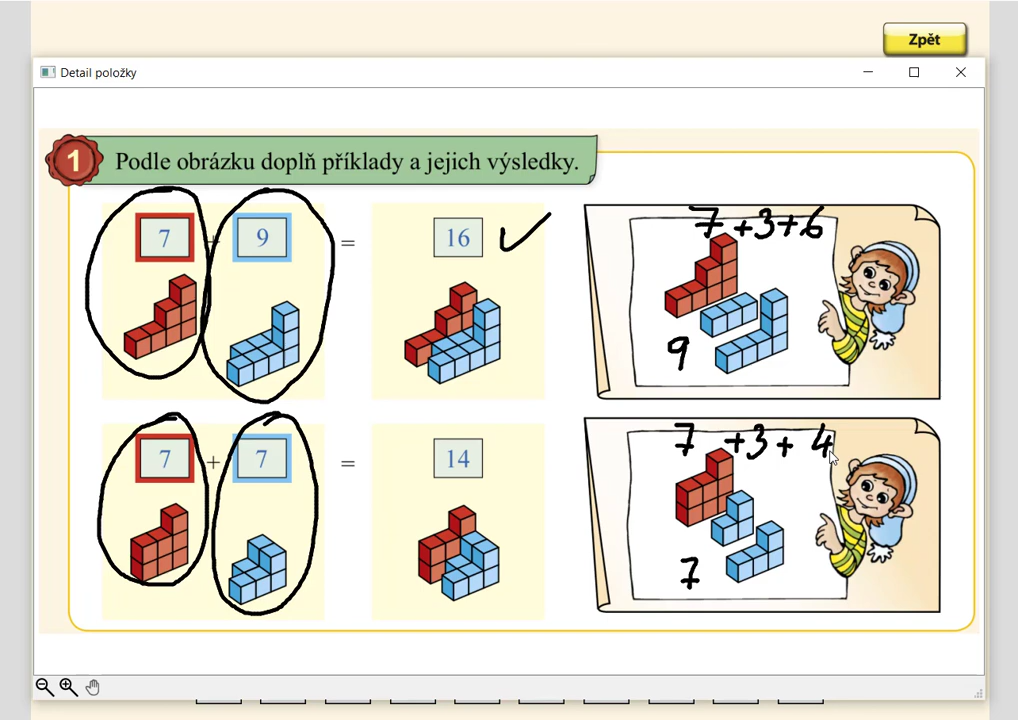 Zpět
Detail položky
1 Podle obrázku doplň příklady a jejich výsledky.
7 + 9 = 16
7 +3+6
9
7 + 7 = 14
7 +3+ 4
7